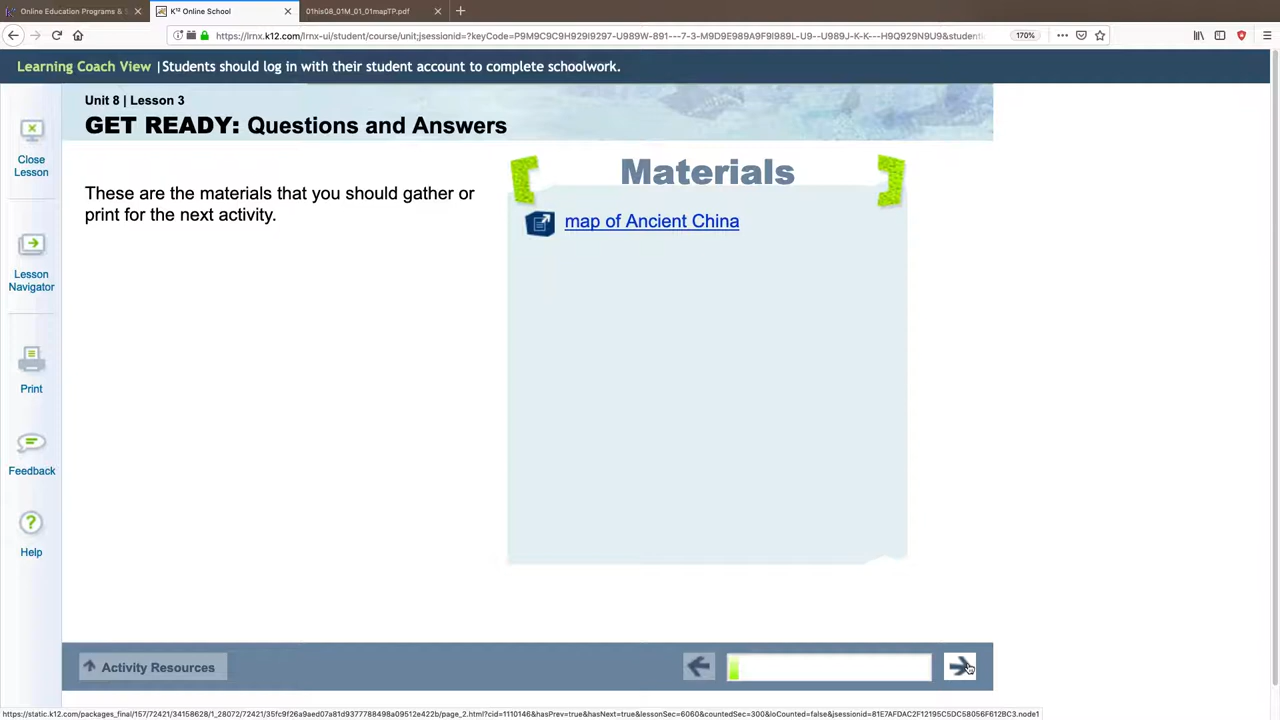 Online Education Programs & S
K¹² Online School
01his08_01M_01_01mapTP.pdf
170%
Learning Coach View | Students should log in with their student account to complete schoolwork.
Unit 8 | Lesson 3
GET READY: Questions and Answers
Close
Lesson
Lesson
Navigator
Print
Feedback
Help
These are the materials that you should gather or
print for the next activity.
Materials
map of Ancient China
Activity Resources